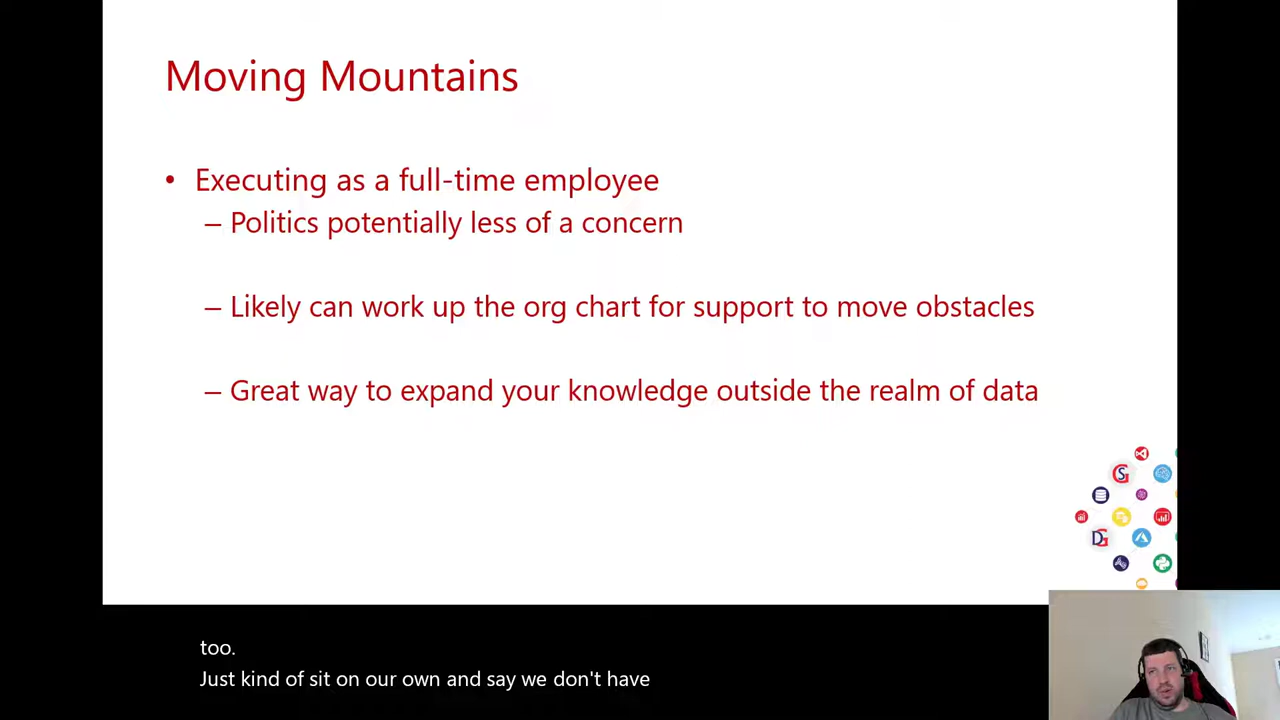 Moving Mountains
• Executing as a full-time employee
– Politics potentially less of a concern
– Likely can work up the org chart for support to move obstacles
– Great way to expand your knowledge outside the realm of data
GS
DG
too.
Just kind of sit on our own and say we don't have